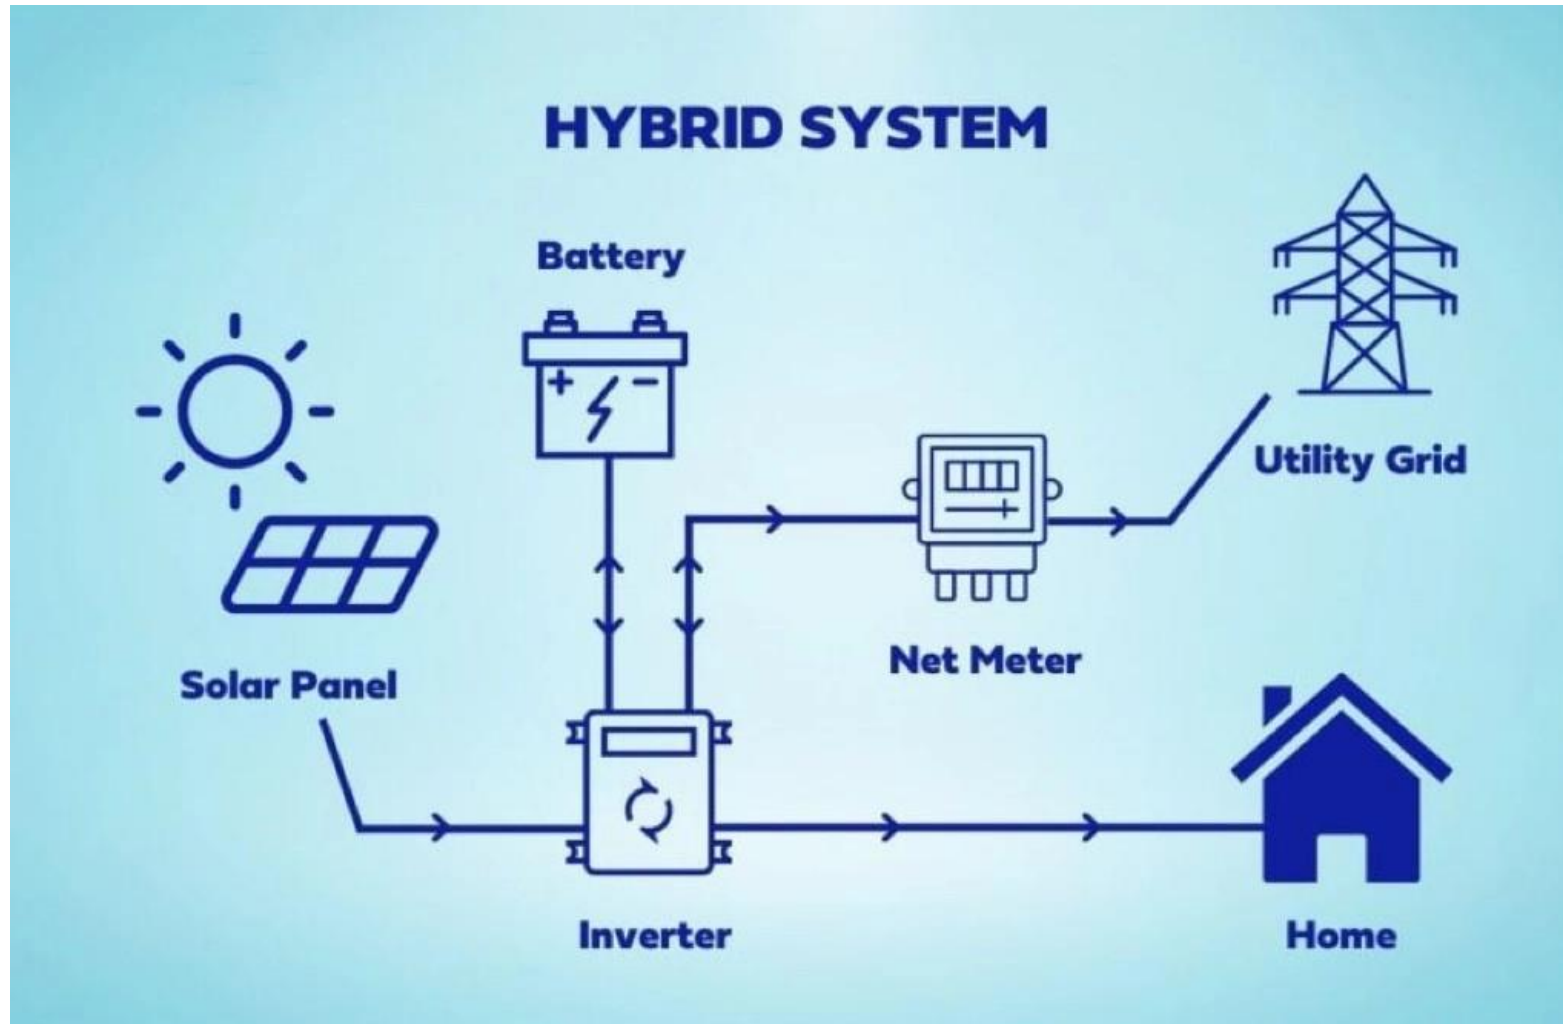 HYBRID SYSTEM
Battery
Utility Grid
Net Meter
Solar Panel
Inverter
Home